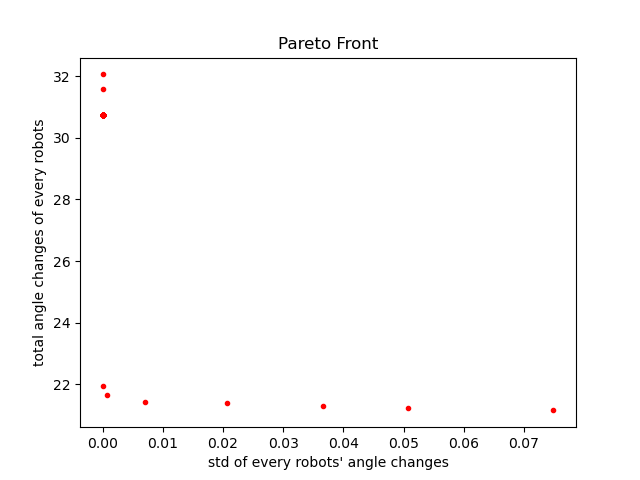 Pareto Front
total angle changes of every robots
32
30
28
26
24
22
0.00 0.01 0.02 0.03 0.04 0.05 0.06 0.07
std of every robots' angle changes